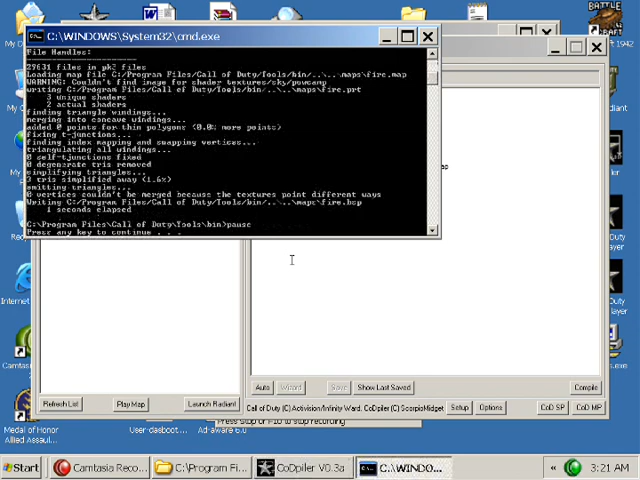 C:\WINDOWS\System32\cmd.exe
File Handles:
----------------------
29631 files in pk3 files
Loading map file C:/Program Files/Call of Duty/Tools/bin/..\..\maps\fire.map
WARNING: Couldn't find image for shader textures/sky/povcamp
writing C:/Program Files/Call of Duty/Tools/bin/..\..\maps\fire.prt
3 unique shaders
2 actual shaders
finding triangle windings...
merging into concave windings...
added 0 points for thin polygons (0.0% more points)
fixing t-junctions...
finding index mapping and swapping vertices...
triangulating all windings...
0 self-tjunctions fixed
0 degenerate tris removed
simplifying triangles...
3 tris simplified away (1.6%)
emitting triangles...
0 vertices couldn't be merged because the textures point different ways
Writing C:/Program Files/Call of Duty/Tools/bin/..\..\maps\fire.bsp
1 seconds elapsed
C:\Program Files\Call of Duty\Tools\bin>pause
Press any key to continue . . .
1942
Auto
Wizard
Save
Show Last Saved
Compile
Refresh List
Play Map
Launch Radiant
Call of Duty (C) Activision/Infinity Ward, CoDpiler (C) ScorpioMidget
Setup
Options
CoD SP
CoD MP
Press Stop or F10 to stop recording
Internet
Camtas
Medal of Honor
Allied Assaul...
User-dasboot...
Ad-aware 6.0
Start
Camtasia Reco...
C:\Program Fi...
CoDpiler V0.3a
C:\WINDO...
«
3:21 AM